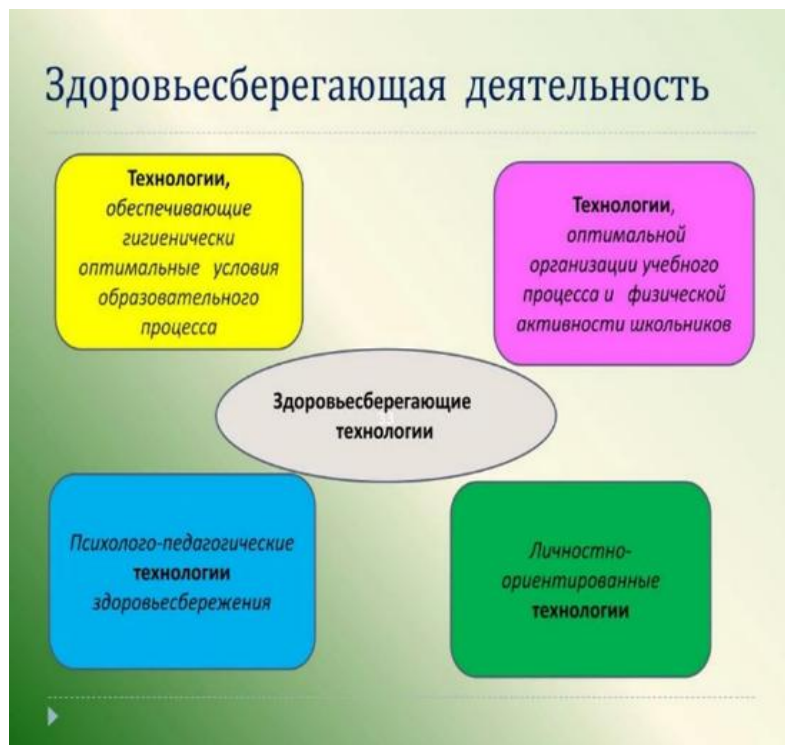 Здоровьесберегающая деятельность
Технологии,
обеспечивающие
гигиенически
оптимальные условия
образовательного
процесса
Технологии,
оптимальной
организации учебного
процесса и физической
активности школьников
Здоровьесберегающие
технологии
Психолого-педагогические
технологии
здоровьесбережения
Личностно-
ориентированные
технологии